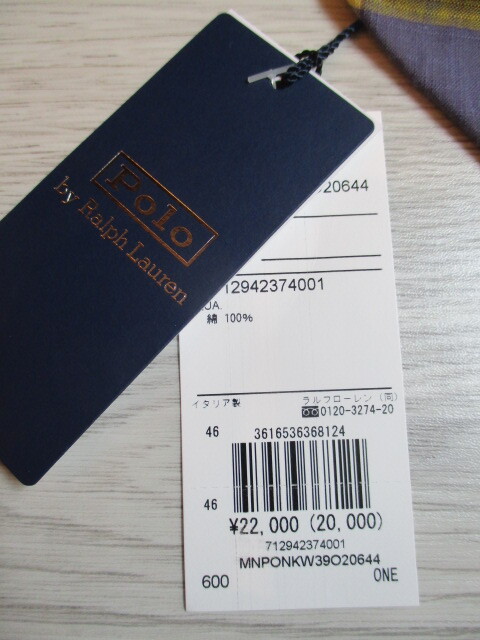 Polo
by Ralph Lauren
20644
12942374001
UA.
綿 100%
イタリア製
ラルフローレン (同)
0120-3274-20
46
3616536368124
46
¥22,000 (20,000)
712942374001
MNPONKW39O20644
600
ONE